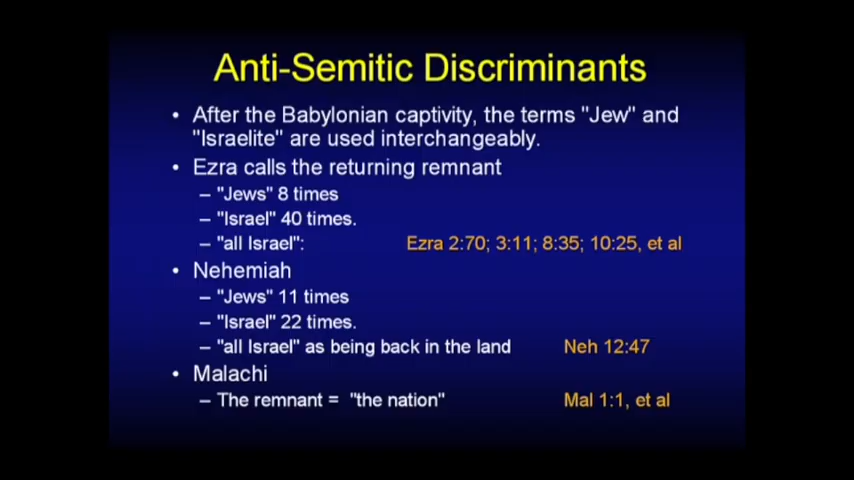 Anti-Semitic Discriminants
• After the Babylonian captivity, the terms "Jew" and
"Israelite" are used interchangeably.
• Ezra calls the returning remnant
– "Jews" 8 times
– "Israel" 40 times.
– "all Israel": Ezra 2:70; 3:11; 8:35; 10:25, et al
• Nehemiah
– "Jews" 11 times
– "Israel" 22 times.
– "all Israel" as being back in the land Neh 12:47
• Malachi
– The remnant = "the nation" Mal 1:1, et al